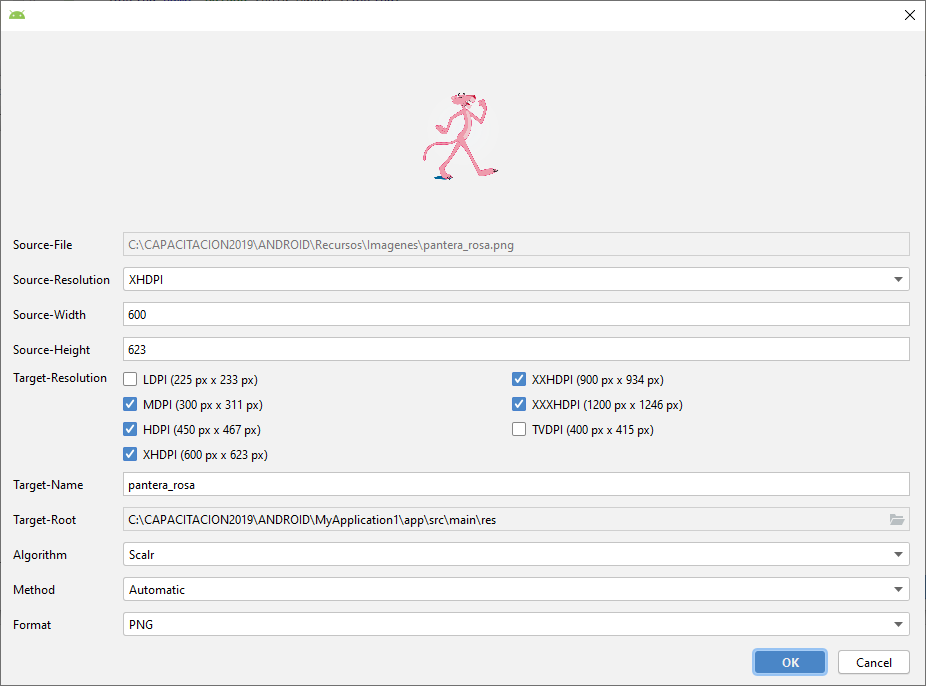 Source-File C:\CAPACITACION2019\ANDROID\Recursos\Imagenes\pantera_rosa.png
Source-Resolution XHDPI
Source-Width 600
Source-Height 623
Target-Resolution LDPI (225 px x 233 px) XXHDPI (900 px x 934 px)
MDPI (300 px x 311 px) XXXHDPI (1200 px x 1246 px)
HDPI (450 px x 467 px) TVDPI (400 px x 415 px)
XHDPI (600 px x 623 px)
Target-Name pantera_rosa
Target-Root C:\CAPACITACION2019\ANDROID\MyApplication1\app\src\main\res
Algorithm Scalr
Method Automatic
Format PNG
OK Cancel